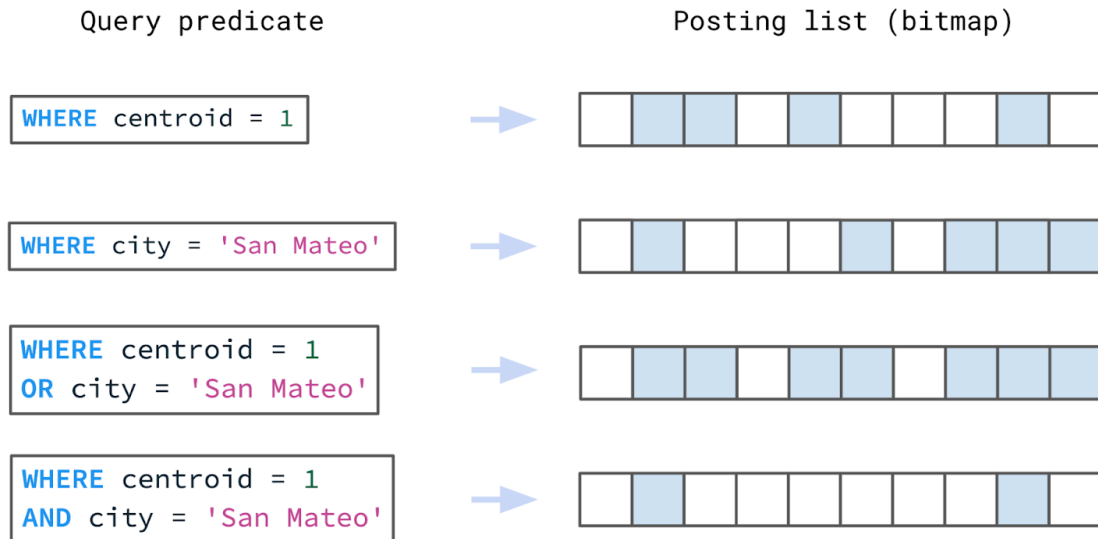 Query predicate
Posting list (bitmap)
WHERE centroid = 1
WHERE city = 'San Mateo'
WHERE centroid = 1
OR city = 'San Mateo'
WHERE centroid = 1
AND city = 'San Mateo'